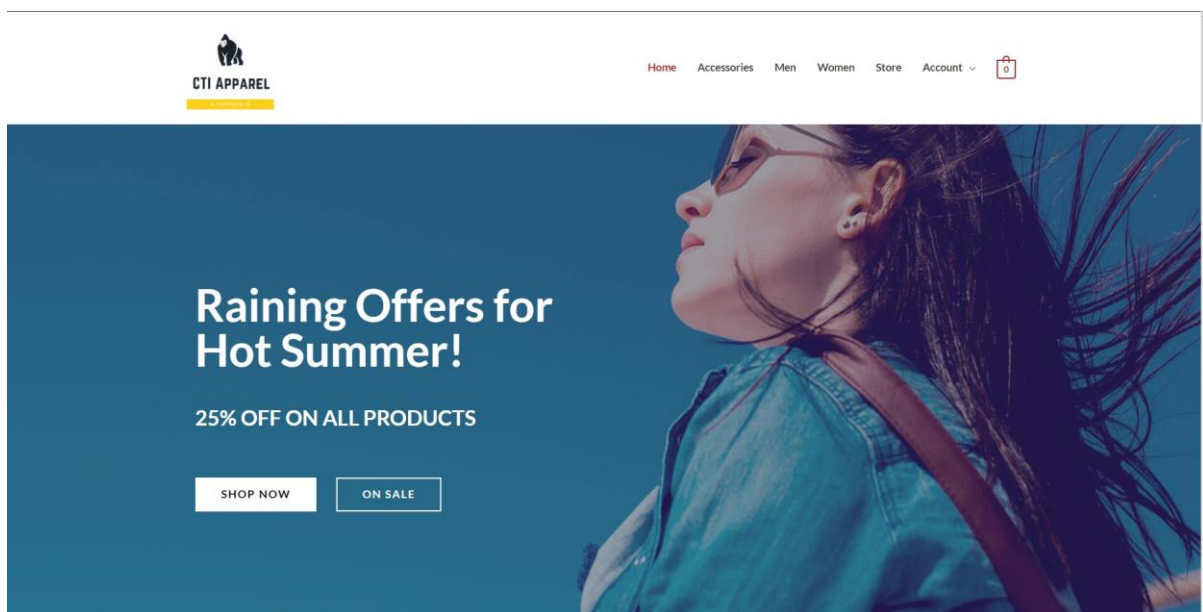 CTI APPAREL
Home Accessories Men Women Store Account 0
Raining Offers for
Hot Summer!
25% OFF ON ALL PRODUCTS
SHOP NOW ON SALE